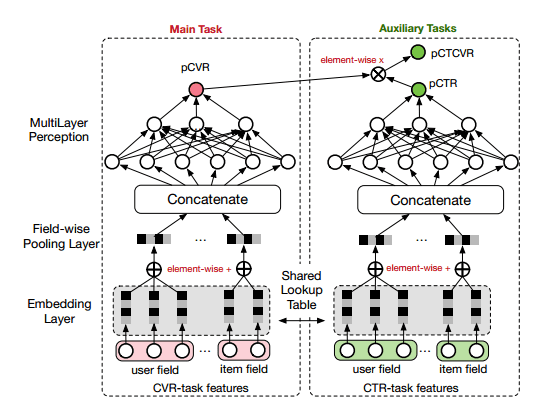 Main Task
Auxiliary Tasks
pCTCVR
element-wise x
pCVR
pCTR
MultiLayer
Perception
Concatenate
Concatenate
Field-wise
Pooling Layer
...
...
element-wise +
element-wise +
Shared
Lookup
Table
Embedding
Layer
...
...
user field
item field
user field
item field
CVR-task features
CTR-task features